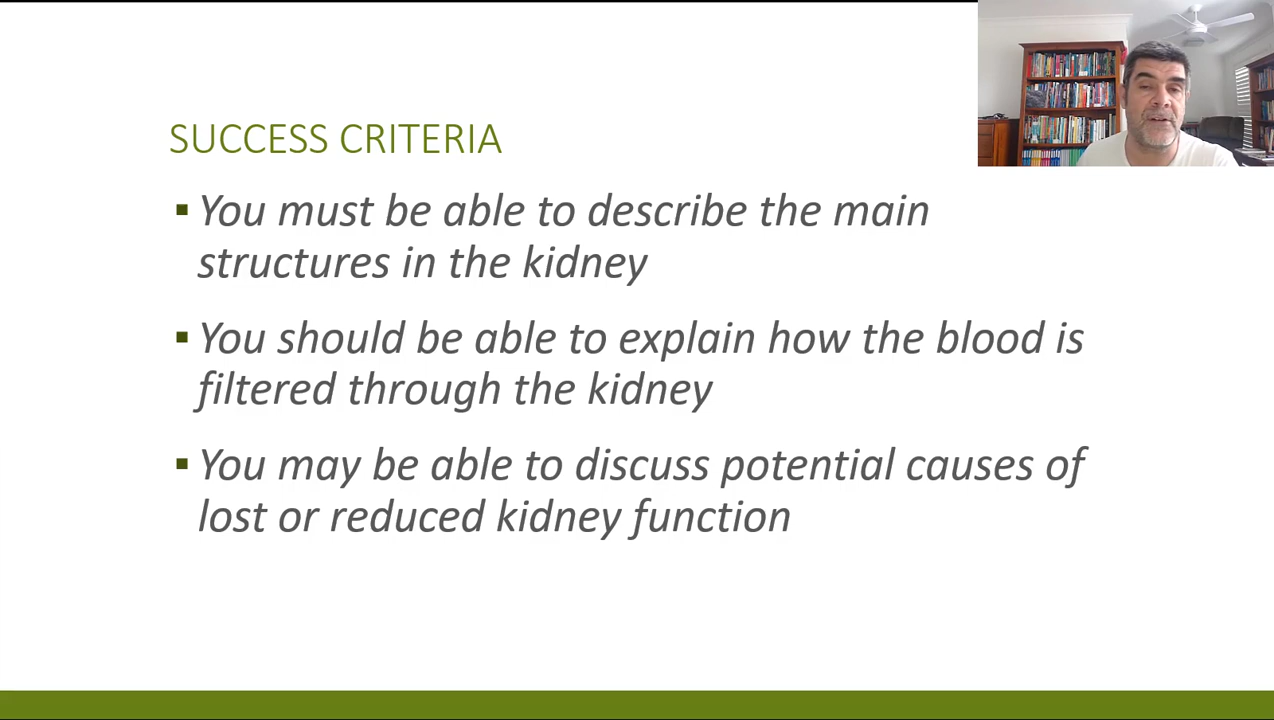 SUCCESS CRITERIA
▪ You must be able to describe the main
structures in the kidney
▪ You should be able to explain how the blood is
filtered through the kidney
▪ You may be able to discuss potential causes of
lost or reduced kidney function